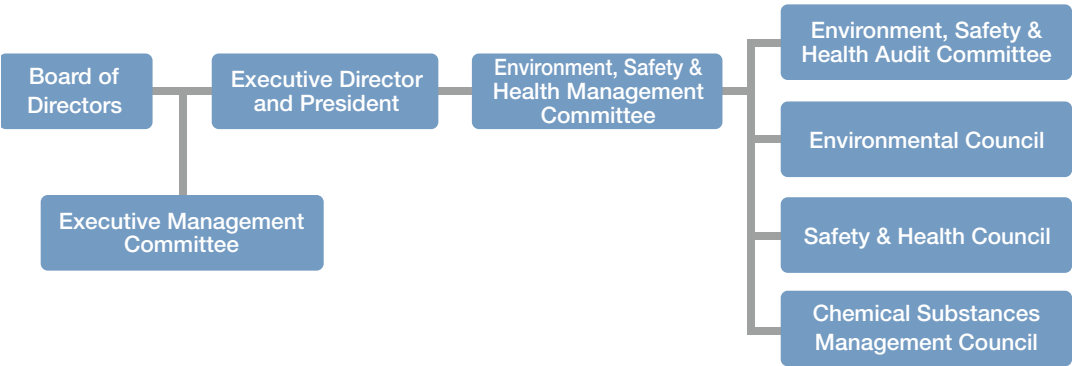 Board of
Directors
Executive Director
and President
Environment, Safety &
Health Management
Committee
Executive Management
Committee
Environment, Safety &
Health Audit Committee
Environmental Council
Safety & Health Council
Chemical Substances
Management Council